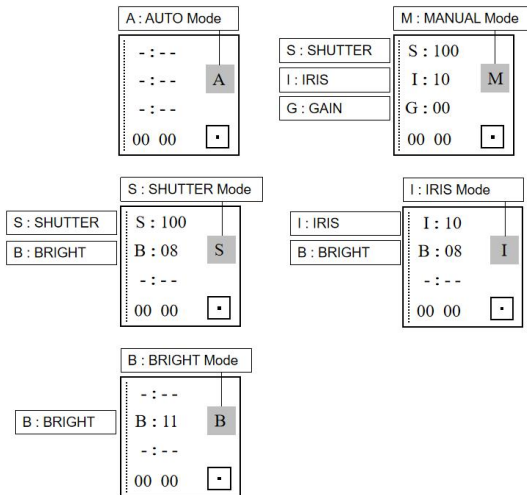 A : AUTO Mode
- : - -
- : - -
A
- : - -
00 00
M : MANUAL Mode
S : SHUTTER
I : IRIS
G : GAIN
S : 100
I : 10
M
G : 00
00 00
S : SHUTTER Mode
S : SHUTTER
B : BRIGHT
S : 100
B : 08
S
- : - -
00 00
I : IRIS Mode
I : IRIS
B : BRIGHT
I : 10
B : 08
I
- : - -
00 00
B : BRIGHT Mode
B : BRIGHT
- : - -
B : 11
B
- : - -
00 00